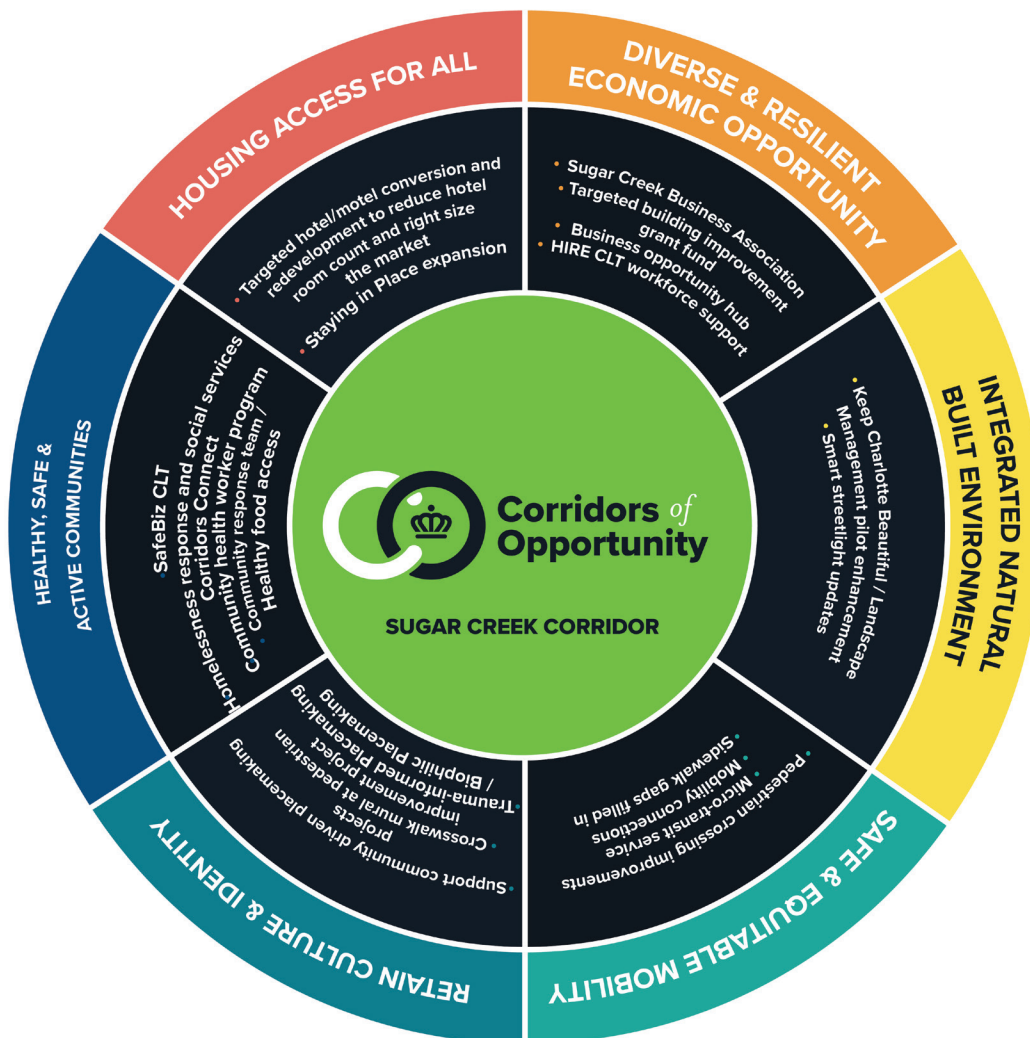 HOUSING ACCESS FOR ALL
• Targeted hotel/motel conversion and
redevelopment to reduce hotel
room count and right size
the market
• Staying in Place expansion
DIVERSE & RESILIENT
ECONOMIC OPPORTUNITY
• Sugar Creek Business Association
• Targeted building improvement
grant fund
• Business opportunity hub
• HIRE CLT workforce support
INTEGRATED NATURAL
BUILT ENVIRONMENT
• Keep Charlotte Beautiful / Landscape
Management pilot enhancement
• Smart streetlight updates
SAFE & EQUITABLE MOBILITY
• Pedestrian crossing improvements
• Micro-transit service
• Mobility connections
• Sidewalk gaps filled in
RETAIN CULTURE & IDENTITY
• Support community driven placemaking
projects
• Crosswalk mural at pedestrian
improvement project
• Trauma-informed Placemaking
/ Biophilic Placemaking
HEALTHY, SAFE &
ACTIVE COMMUNITIES
• SafeBiz CLT
• Homelessness response and social services
• Corridors Connect
• Community health worker program
• Community response team /
Healthy food access
Corridors of
Opportunity
SUGAR CREEK CORRIDOR